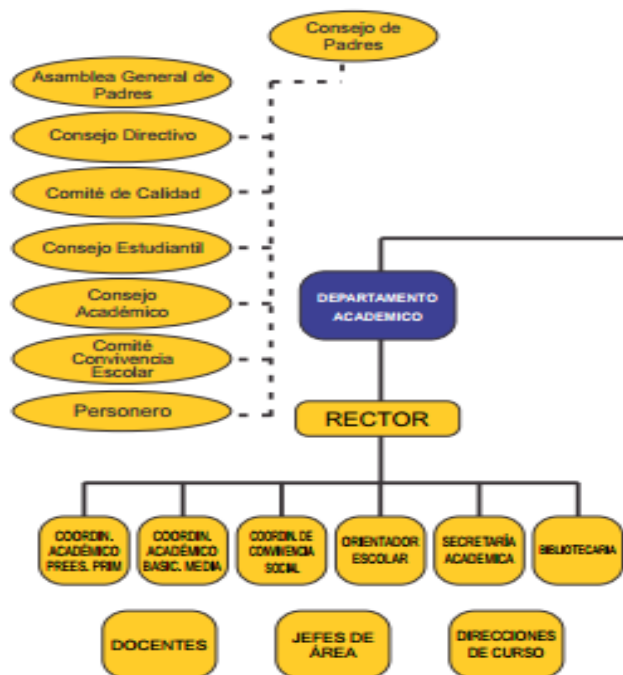 Consejo de
Padres
Asamblea General de
Padres
Consejo Directivo
Comité de Calidad
Consejo Estudiantil
Consejo
Académico
Comité
Convivencia
Escolar
Personero
DEPARTAMENTO
ACADEMICO
RECTOR
COORDIN.
ACADÉMICO
PREES. PRIM
COORDIN.
ACADÉMICO
BASIC. MEDIA
COORDIN. DE
CONVIVENCIA
SOCIAL
ORIENTADOR
ESCOLAR
SECRETARÍA
ACADEMICA
BIBLIOTECARIA
DOCENTES
JEFES DE
ÁREA
DIRECCIONES
DE CURSO